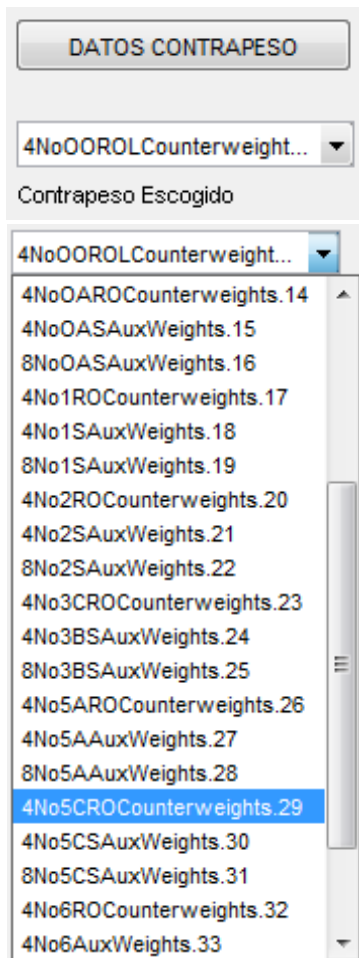 DATOS CONTRAPESO
4NoOOROLCounterweight...
Contrapeso Escogido
4NoOOROLCounterweight...
4NoOAROCounterweights.14
4NoOASAuxWeights.15
8NoOASAuxWeights.16
4No1ROCounterweights.17
4No1SAuxWeights.18
8No1SAuxWeights.19
4No2ROCounterweights.20
4No2SAuxWeights.21
8No2SAuxWeights.22
4No3CROCounterweights.23
4No3BSAuxWeights.24
8No3BSAuxWeights.25
4No5AROCounterweights.26
4No5AAuxWeights.27
8No5AAuxWeights.28
4No5CROCounterweights.29
4No5CSAuxWeights.30
8No5CSAuxWeights.31
4No6ROCounterweights.32
4No6AuxWeights.33